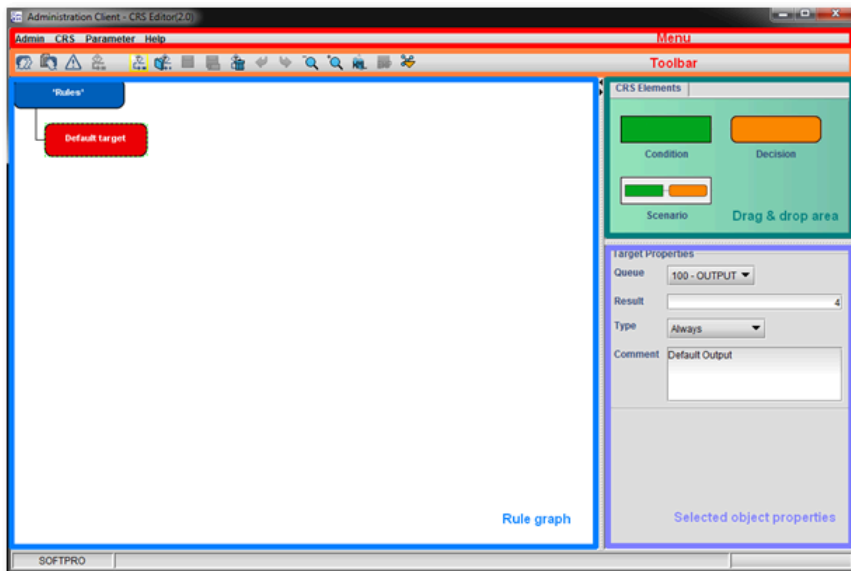 Administration Client - CRS Editor(2.0)
Admin CRS Parameter Help
Menu
Toolbar
"Rules"
Default target
CRS Elements
Condition
Decision
Scenario
Drag & drop area
Target Properties
Queue
100 - OUTPUT
Result
4
Type
Always
Comment
Default Output
Rule graph
Selected object properties
SOFTPRO